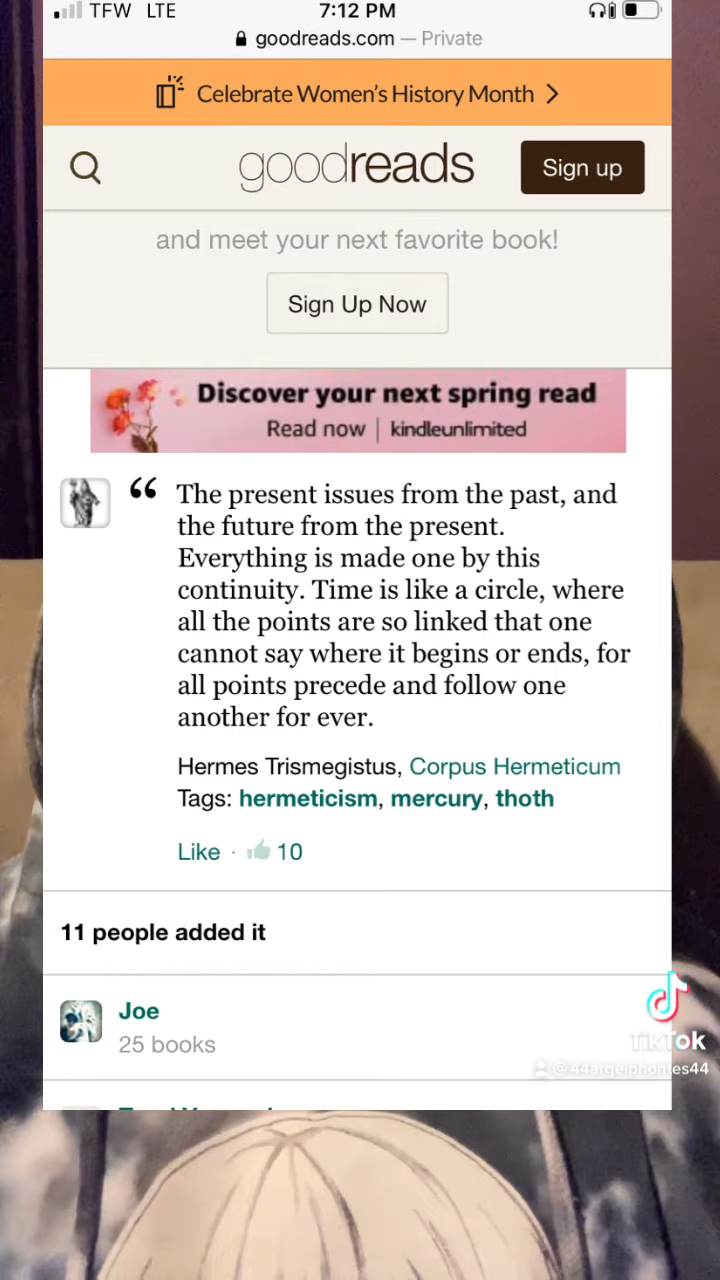 TFW LTE 7:12 PM
goodreads.com — Private
Celebrate Women's History Month >
goodreads
Sign up
and meet your next favorite book!
Sign Up Now
Discover your next spring read
Read now | kindleunlimited
“ The present issues from the past, and
the future from the present.
Everything is made one by this
continuity. Time is like a circle, where
all the points are so linked that one
cannot say where it begins or ends, for
all points precede and follow one
another for ever.
Hermes Trismegistus, Corpus Hermeticum
Tags: hermeticism, mercury, thoth
Like · 10
11 people added it
Joe
25 books
TikTok